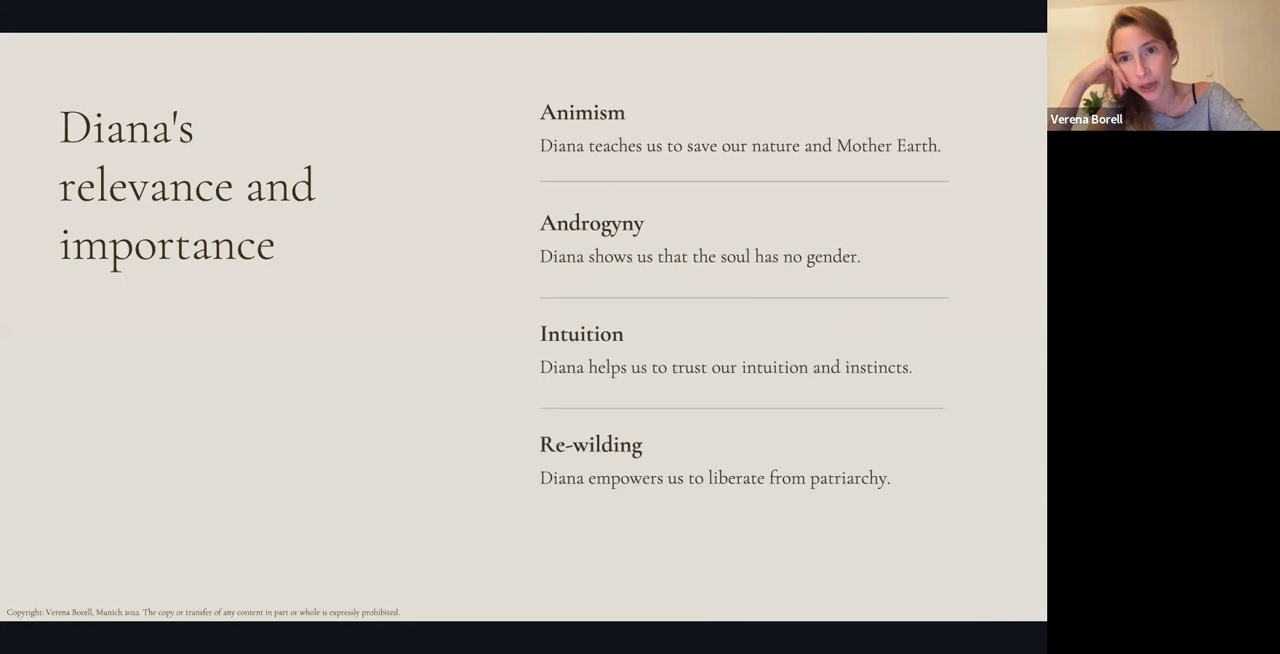 Diana's
relevance and
importance
Animism
Diana teaches us to save our nature and Mother Earth.
Androgyny
Diana shows us that the soul has no gender.
Intuition
Diana helps us to trust our intuition and instincts.
Re-wilding
Diana empowers us to liberate from patriarchy.
Copyright: Verena Borell, Munich 2022. The copy or transfer of any content in part or whole is expressly prohibited.
Verena Borell